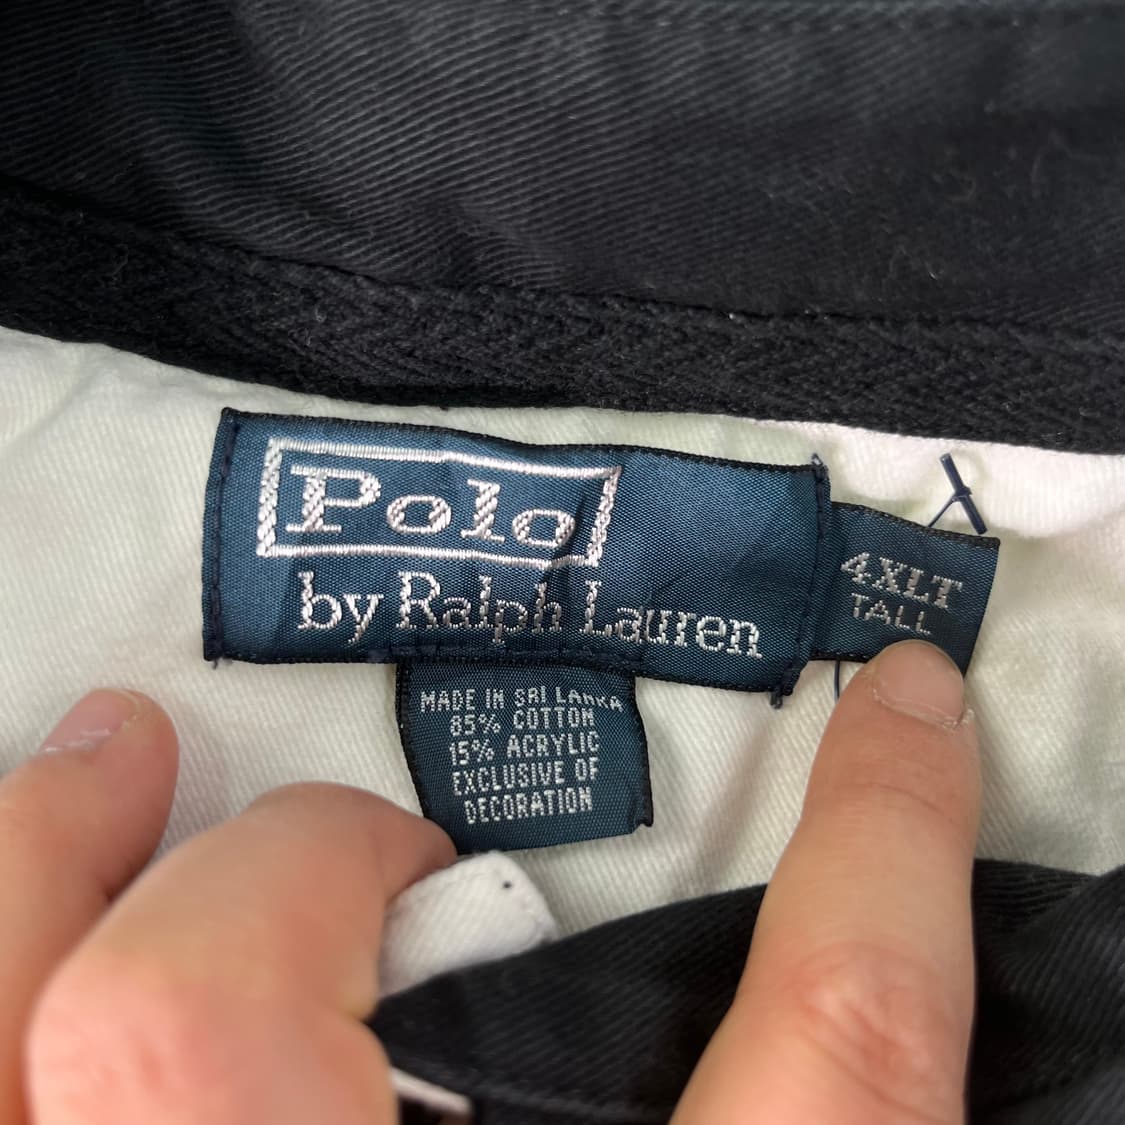 Polo
by Ralph Lauren
4XLT
TALL
MADE IN SRI LANKA
85% COTTON
15% ACRYLIC
EXCLUSIVE OF
DECORATION